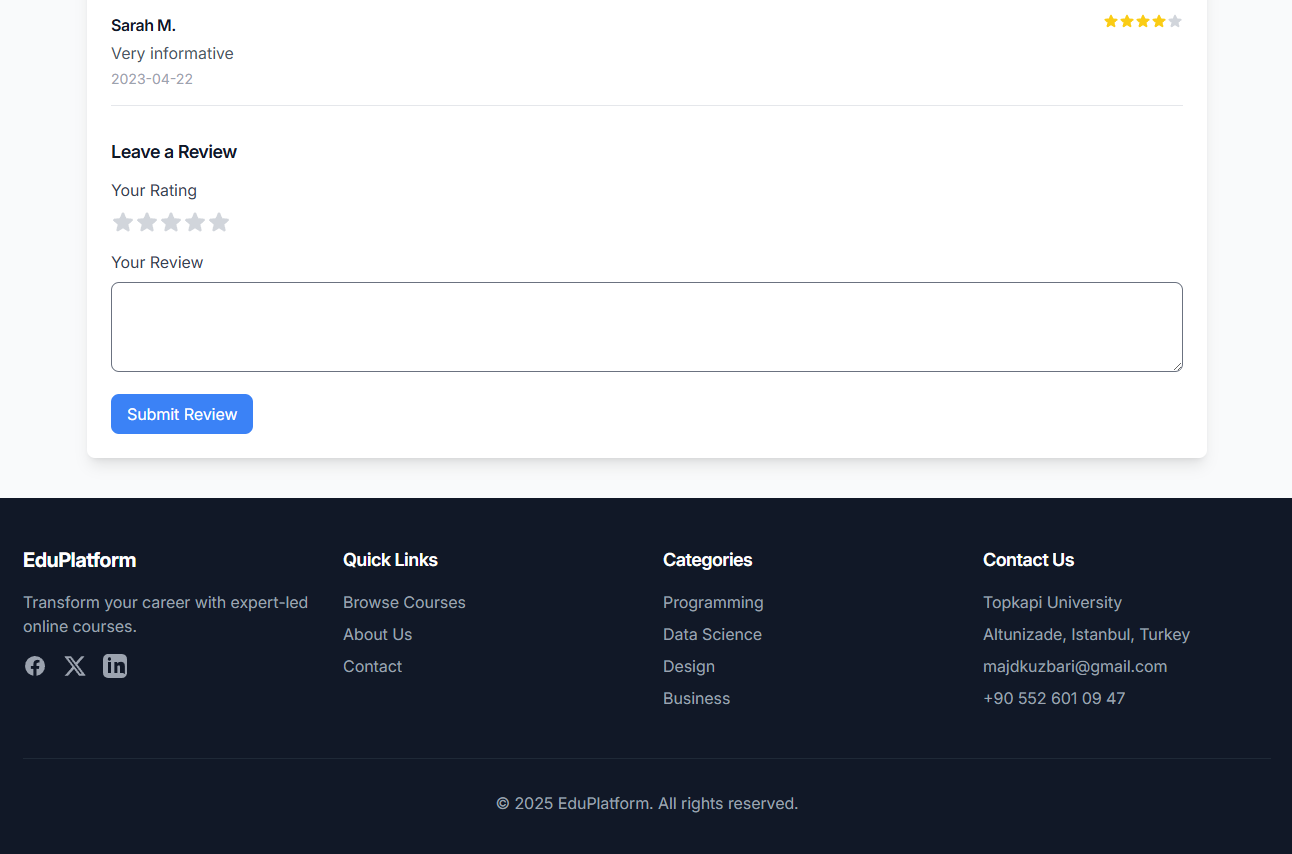 Sarah M.
Very informative
2023-04-22
Leave a Review
Your Rating
Your Review
Submit Review
EduPlatform
Transform your career with expert-led
online courses.
Quick Links
Browse Courses
About Us
Contact
Categories
Programming
Data Science
Design
Business
Contact Us
Topkapi University
Altunizade, Istanbul, Turkey
majdkuzbari@gmail.com
+90 552 601 09 47
© 2025 EduPlatform. All rights reserved.